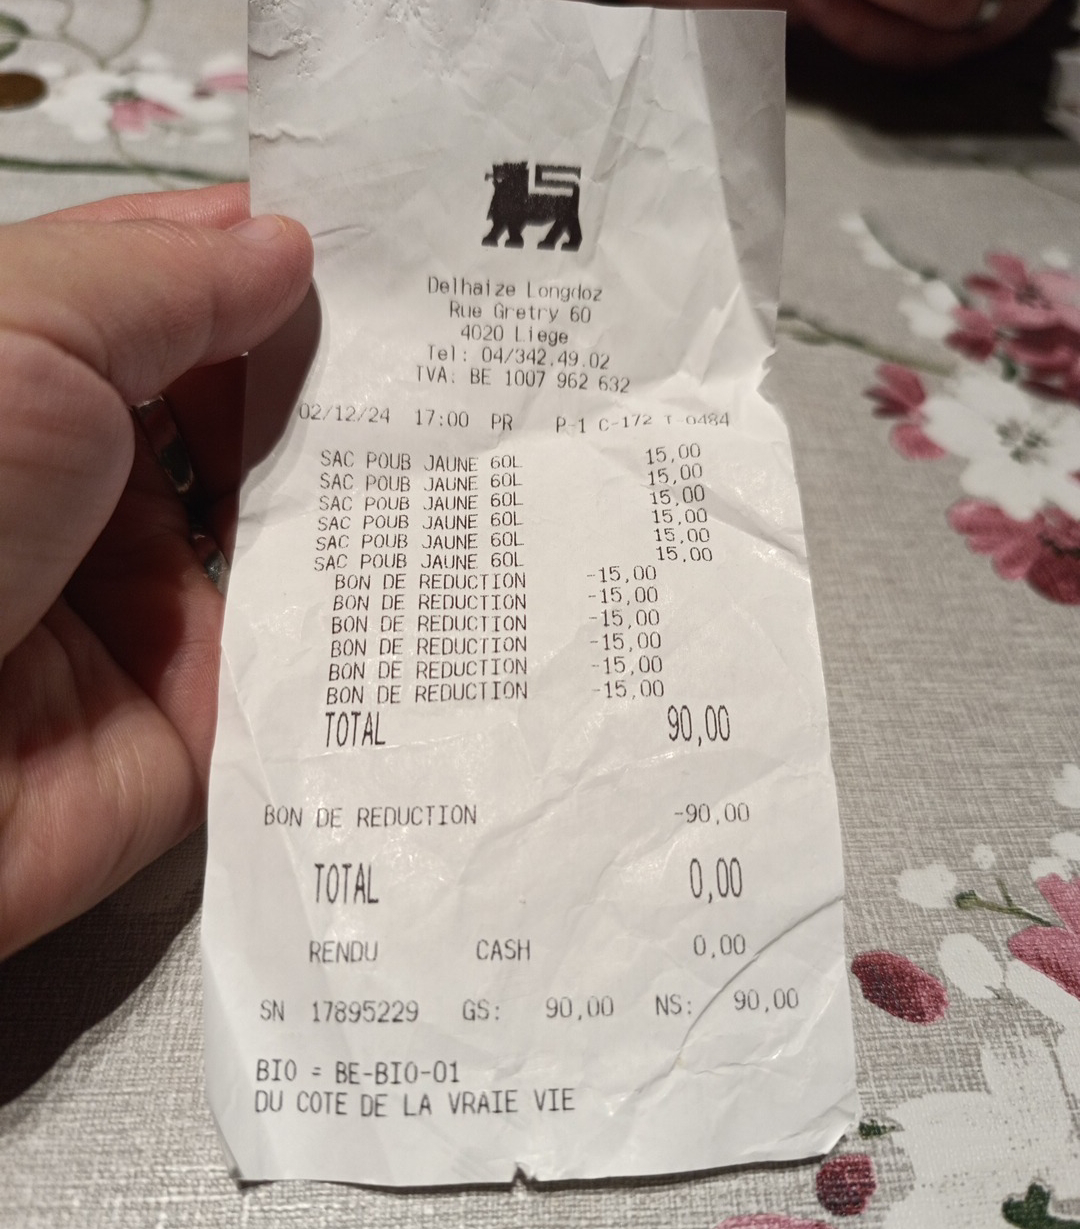 Delhaize Longdoz
Rue Gretry 60
4020 Liege
Tel: 04/342.49.02
TVA: BE 1007 962 632
02/12/24 17:00 PR P-1 C-172 T-0484
SAC POUB JAUNE 60L 15,00
SAC POUB JAUNE 60L 15,00
SAC POUB JAUNE 60L 15,00
SAC POUB JAUNE 60L 15,00
SAC POUB JAUNE 60L 15,00
SAC POUB JAUNE 60L 15,00
BON DE REDUCTION -15,00
BON DE REDUCTION -15,00
BON DE REDUCTION -15,00
BON DE REDUCTION -15,00
BON DE REDUCTION -15,00
BON DE REDUCTION -15,00
TOTAL 90,00
BON DE REDUCTION -90,00
TOTAL 0,00
RENDU CASH 0,00
SN 17895229 GS: 90,00 NS: 90,00
BIO = BE-BIO-01
DU COTE DE LA VRAIE VIE